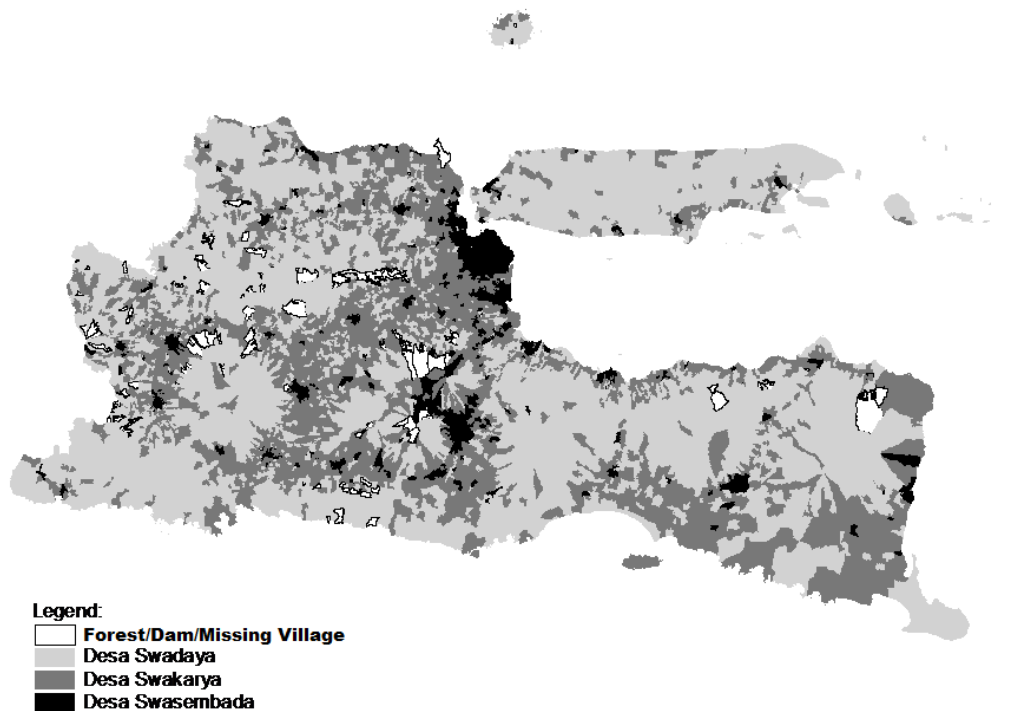 Legend:
Forest/Dam/Missing Village
Desa Swadaya
Desa Swakarya
Desa Swasembada